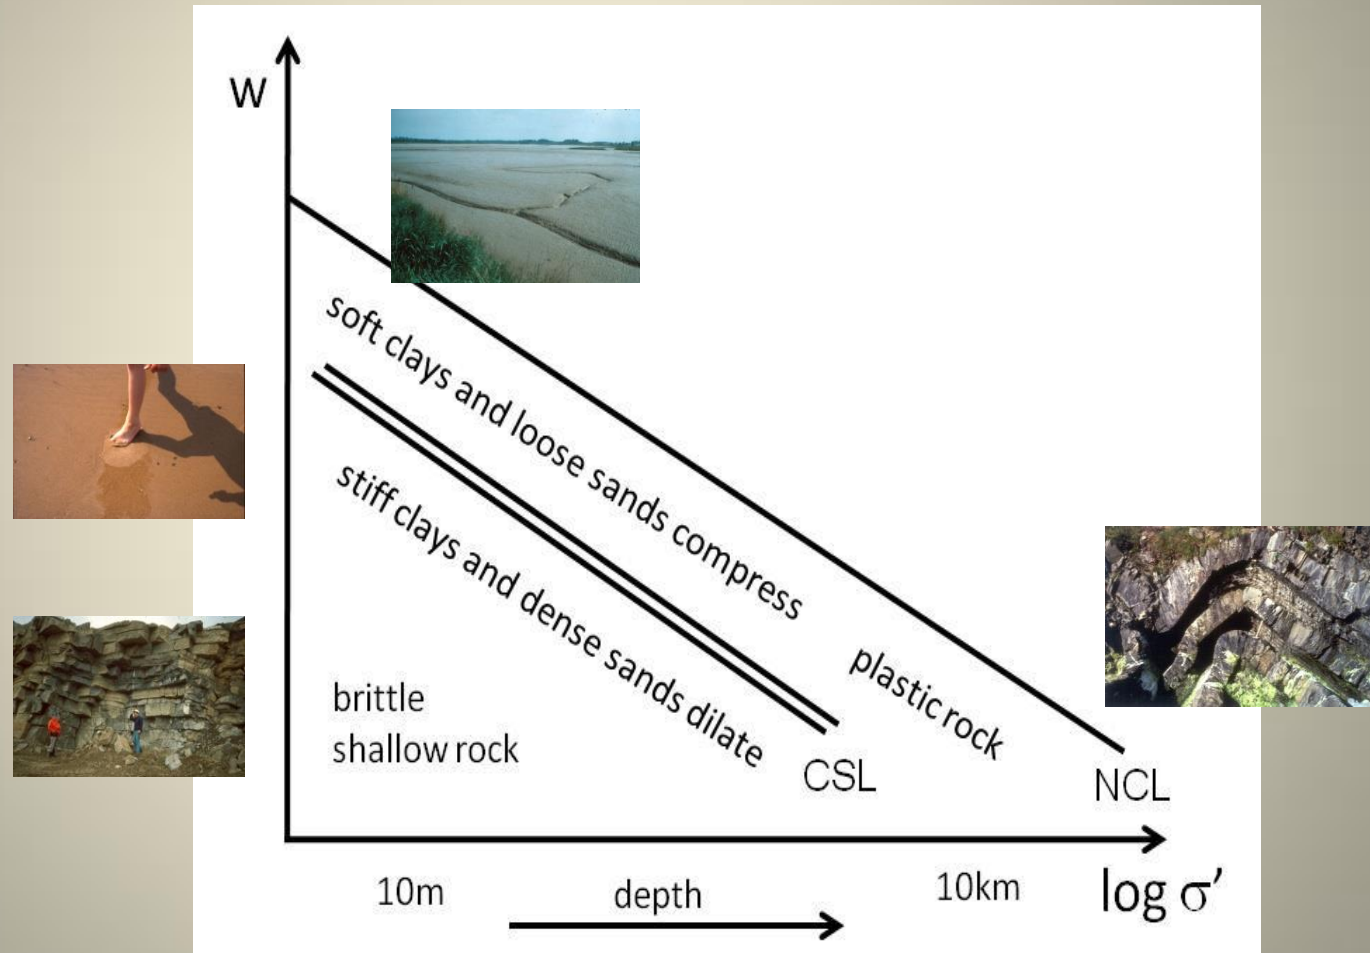 W
soft clays and loose sands compress
stiff clays and dense sands dilate
plastic rock
brittle
shallow rock
CSL
NCL
10m
depth
10km
log σ′